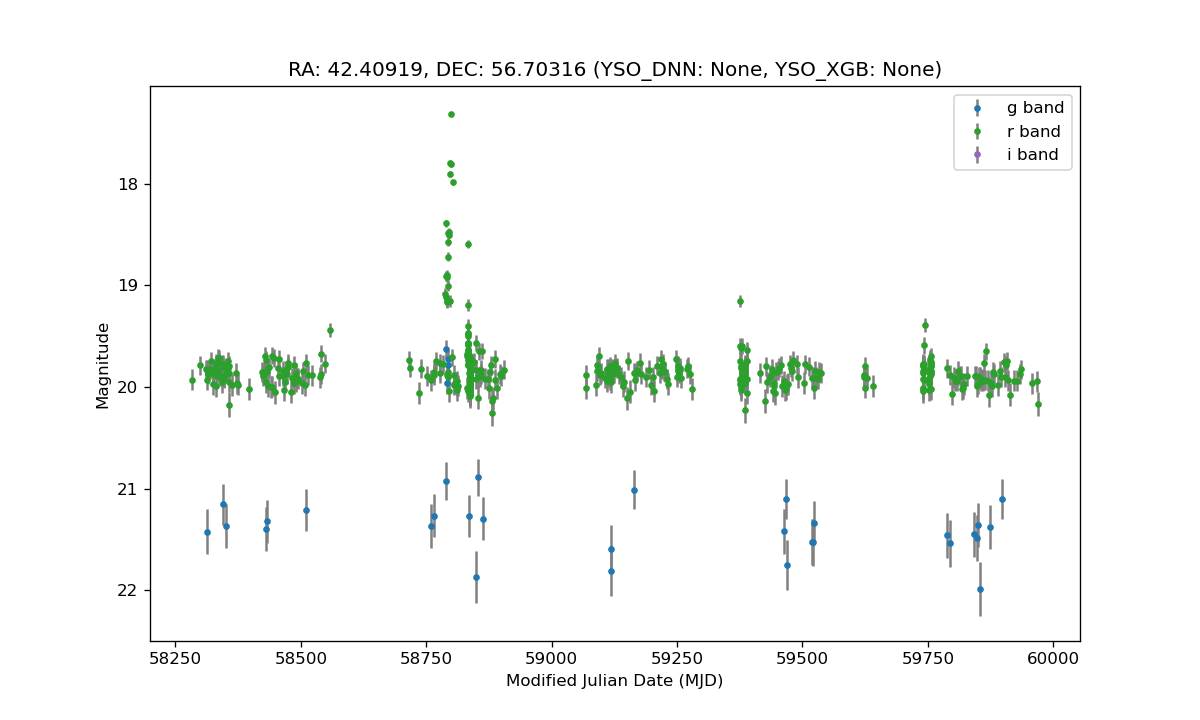 RA: 42.40919, DEC: 56.70316 (YSO_DNN: None, YSO_XGB: None)
g band
r band
i band
18
19
20
21
22
Magnitude
58250 58500 58750 59000 59250 59500 59750 60000
Modified Julian Date (MJD)